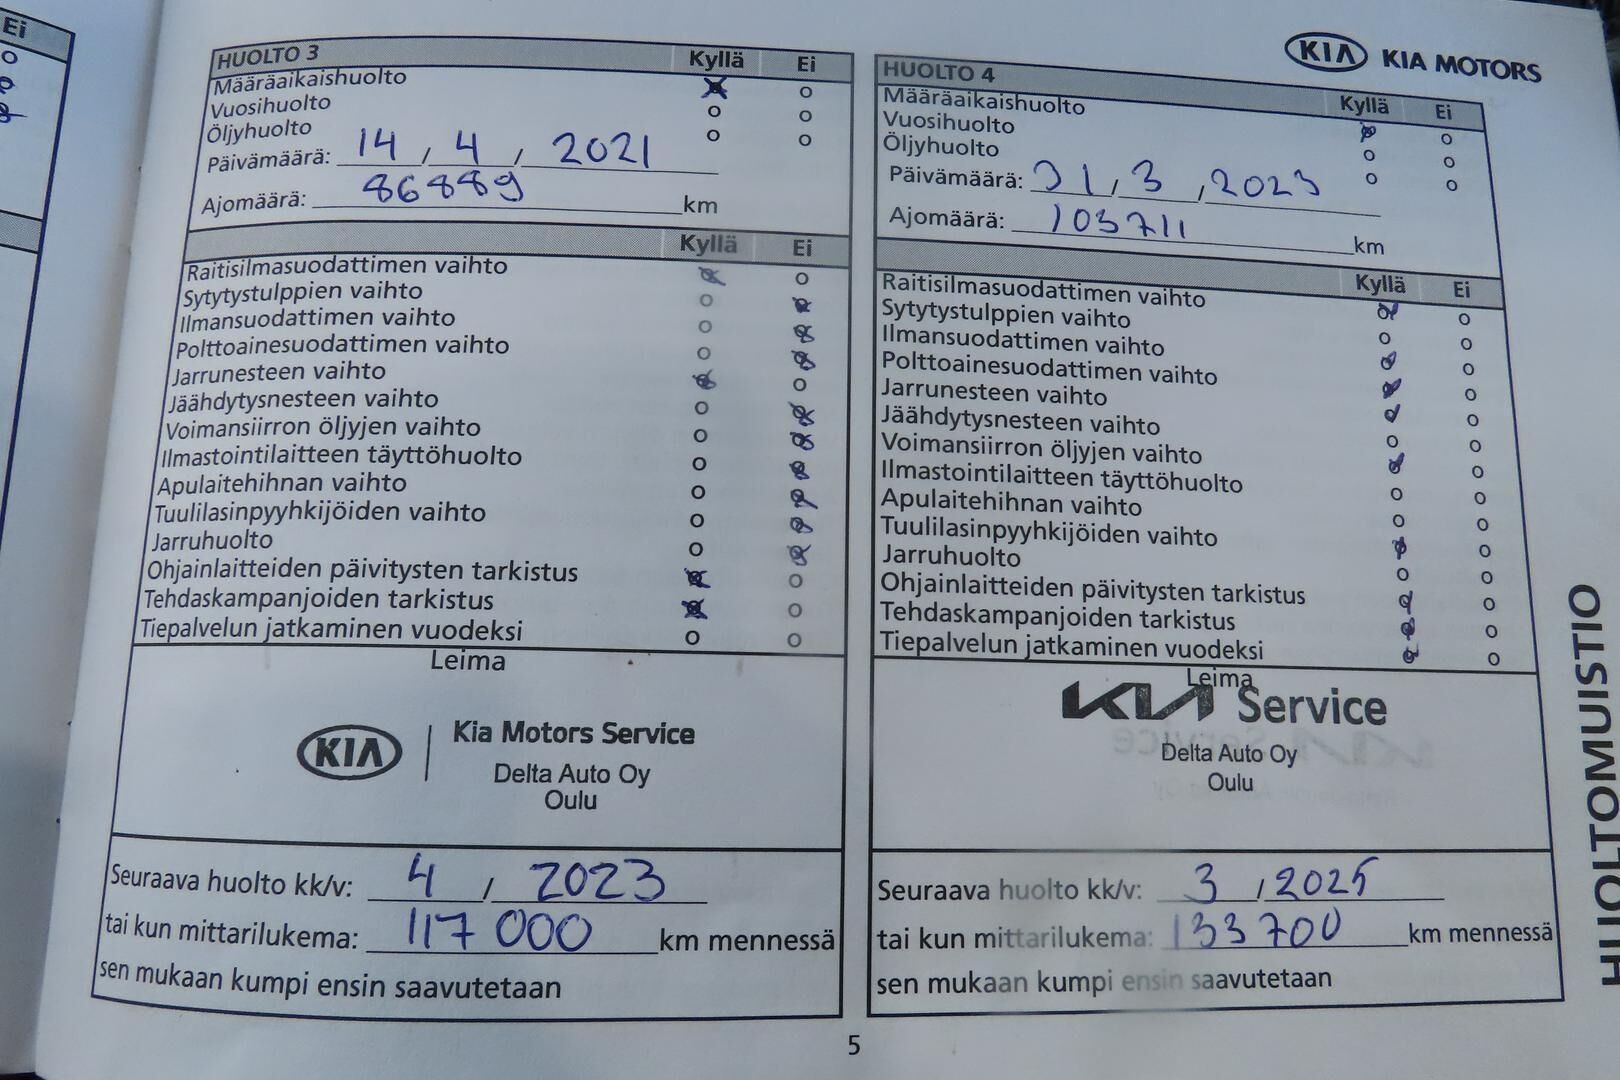 Ei
HUOLTO 3 Kyllä Ei
Määräaikaishuolto
Vuosihuolto
Öljyhuolto
Päivämäärä: 14 / 4 / 2021
Ajomäärä: 86889 km
Kyllä Ei
Raitisilmasuodattimen vaihto
Sytytystulppien vaihto
Ilmansuodattimen vaihto
Polttoainesuodattimen vaihto
Jarrunesteen vaihto
Jäähdytysnesteen vaihto
Voimansiirron öljyjen vaihto
Ilmastointilaitteen täyttöhuolto
Apulaitehihnan vaihto
Tuulilasinpyyhkijöiden vaihto
Jarruhuolto
Ohjainlaitteiden päivitysten tarkistus
Tehdaskampanjoiden tarkistus
Tiepalvelun jatkaminen vuodeksi
Leima
KIA Kia Motors Service
Delta Auto Oy
Oulu
Seuraava huolto kk/v: 4 / 2023
tai kun mittarilukema: 117 000 km mennessä
sen mukaan kumpi ensin saavutetaan
KIA KIA MOTORS
HUOLTO 4 Kyllä Ei
Määräaikaishuolto
Vuosihuolto
Öljyhuolto
Päivämäärä: 31 / 3 / 2023
Ajomäärä: 103711 km
Kyllä Ei
Raitisilmasuodattimen vaihto
Sytytystulppien vaihto
Ilmansuodattimen vaihto
Polttoainesuodattimen vaihto
Jarrunesteen vaihto
Jäähdytysnesteen vaihto
Voimansiirron öljyjen vaihto
Ilmastointilaitteen täyttöhuolto
Apulaitehihnan vaihto
Tuulilasinpyyhkijöiden vaihto
Jarruhuolto
Ohjainlaitteiden päivitysten tarkistus
Tehdaskampanjoiden tarkistus
Tiepalvelun jatkaminen vuodeksi
Leima
KIA Service
Delta Auto Oy
Oulu
Seuraava huolto kk/v: 3 / 2025
tai kun mittarilukema: 133 700 km mennessä
sen mukaan kumpi ensin saavutetaan
HUOLTOMUISTIO
5